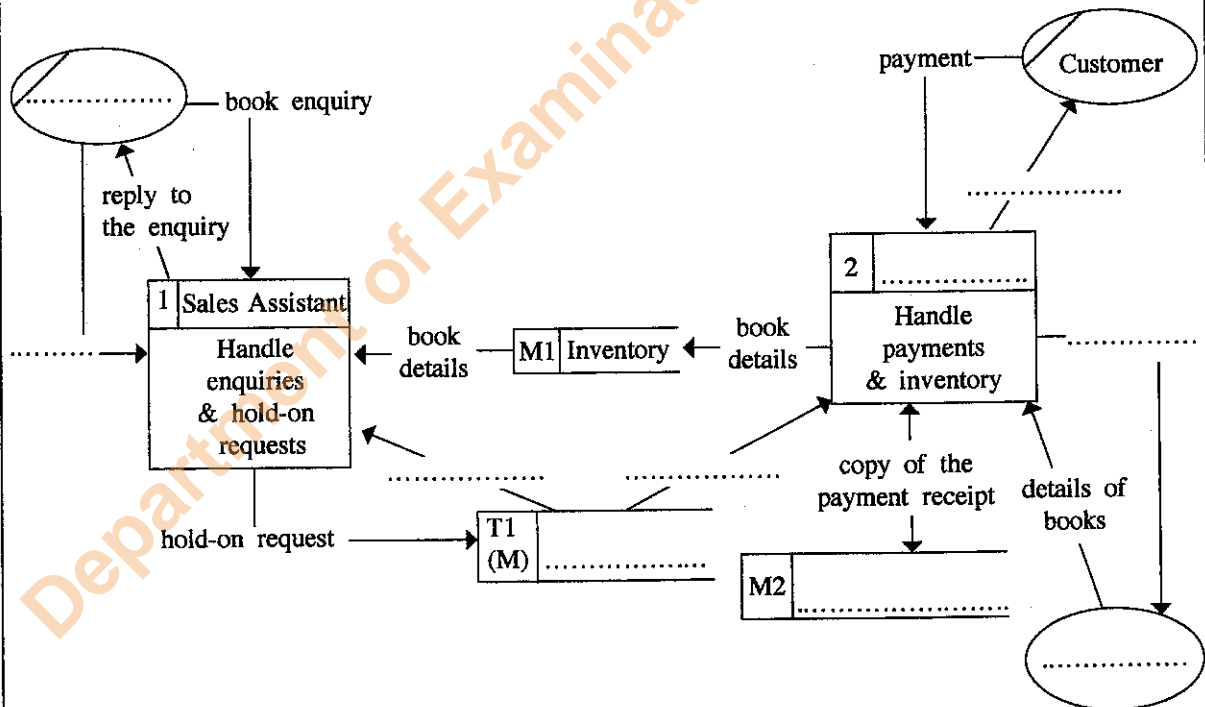 payment
Customer
....................
book enquiry
reply to
the enquiry
....................
1 Sales Assistant
2 ....................
Handle
enquiries
& hold-on
requests
book
details
M1 Inventory
book
details
Handle
payments
& inventory
....................
....................
....................
....................
copy of the
payment receipt
details of
books
hold-on request
T1
(M) ....................
M2 ....................
....................
Department of Examinat